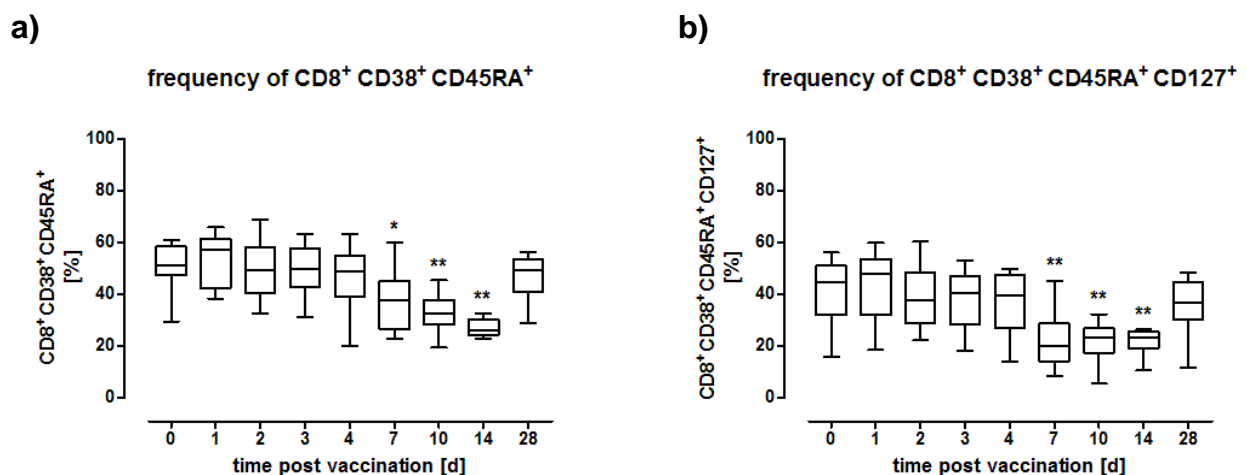 a)
frequency of CD8⁺ CD38⁺ CD45RA⁺
CD8⁺CD38⁺CD45RA⁺
[%]
100
80
60
40
20
0
* ** **
0 1 2 3 4 7 10 14 28
time post vaccination [d]
b)
frequency of CD8⁺ CD38⁺ CD45RA⁺ CD127⁺
CD8⁺CD38⁺CD45RA⁺CD127⁺
[%]
100
80
60
40
20
0
** ** **
0 1 2 3 4 7 10 14 28
time post vaccination [d]